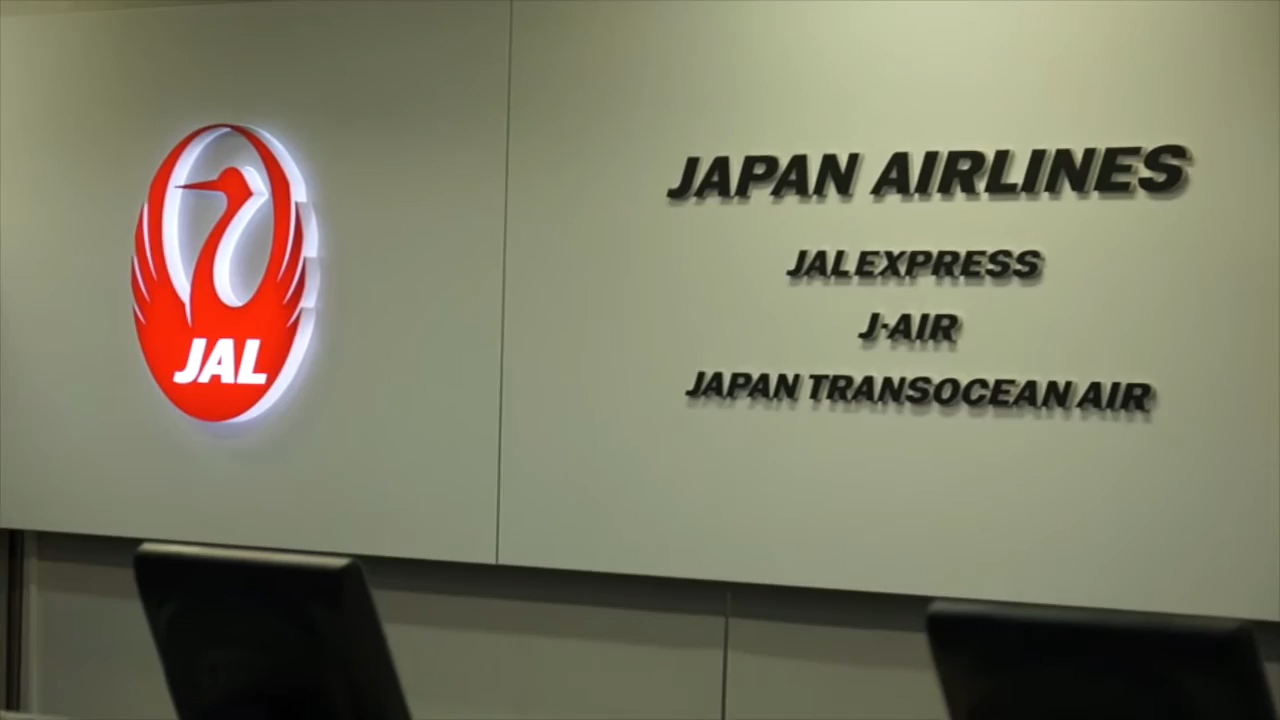 JAL
JAPAN AIRLINES
JALEXPRESS
J-AIR
JAPAN TRANSOCEAN AIR